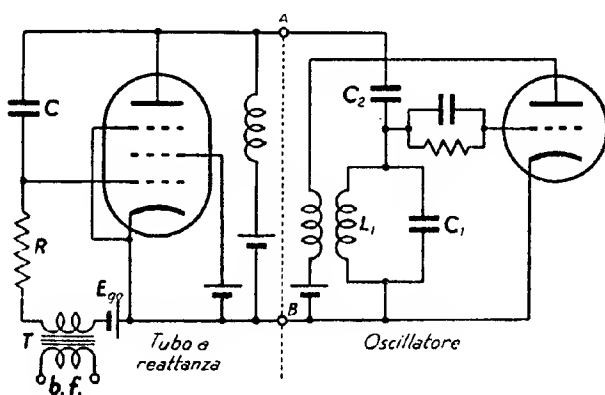 A
C
C₂
R
L₁
C₁
E_go
B
T
Tubo a
reattanza
Oscillatore
b.f.